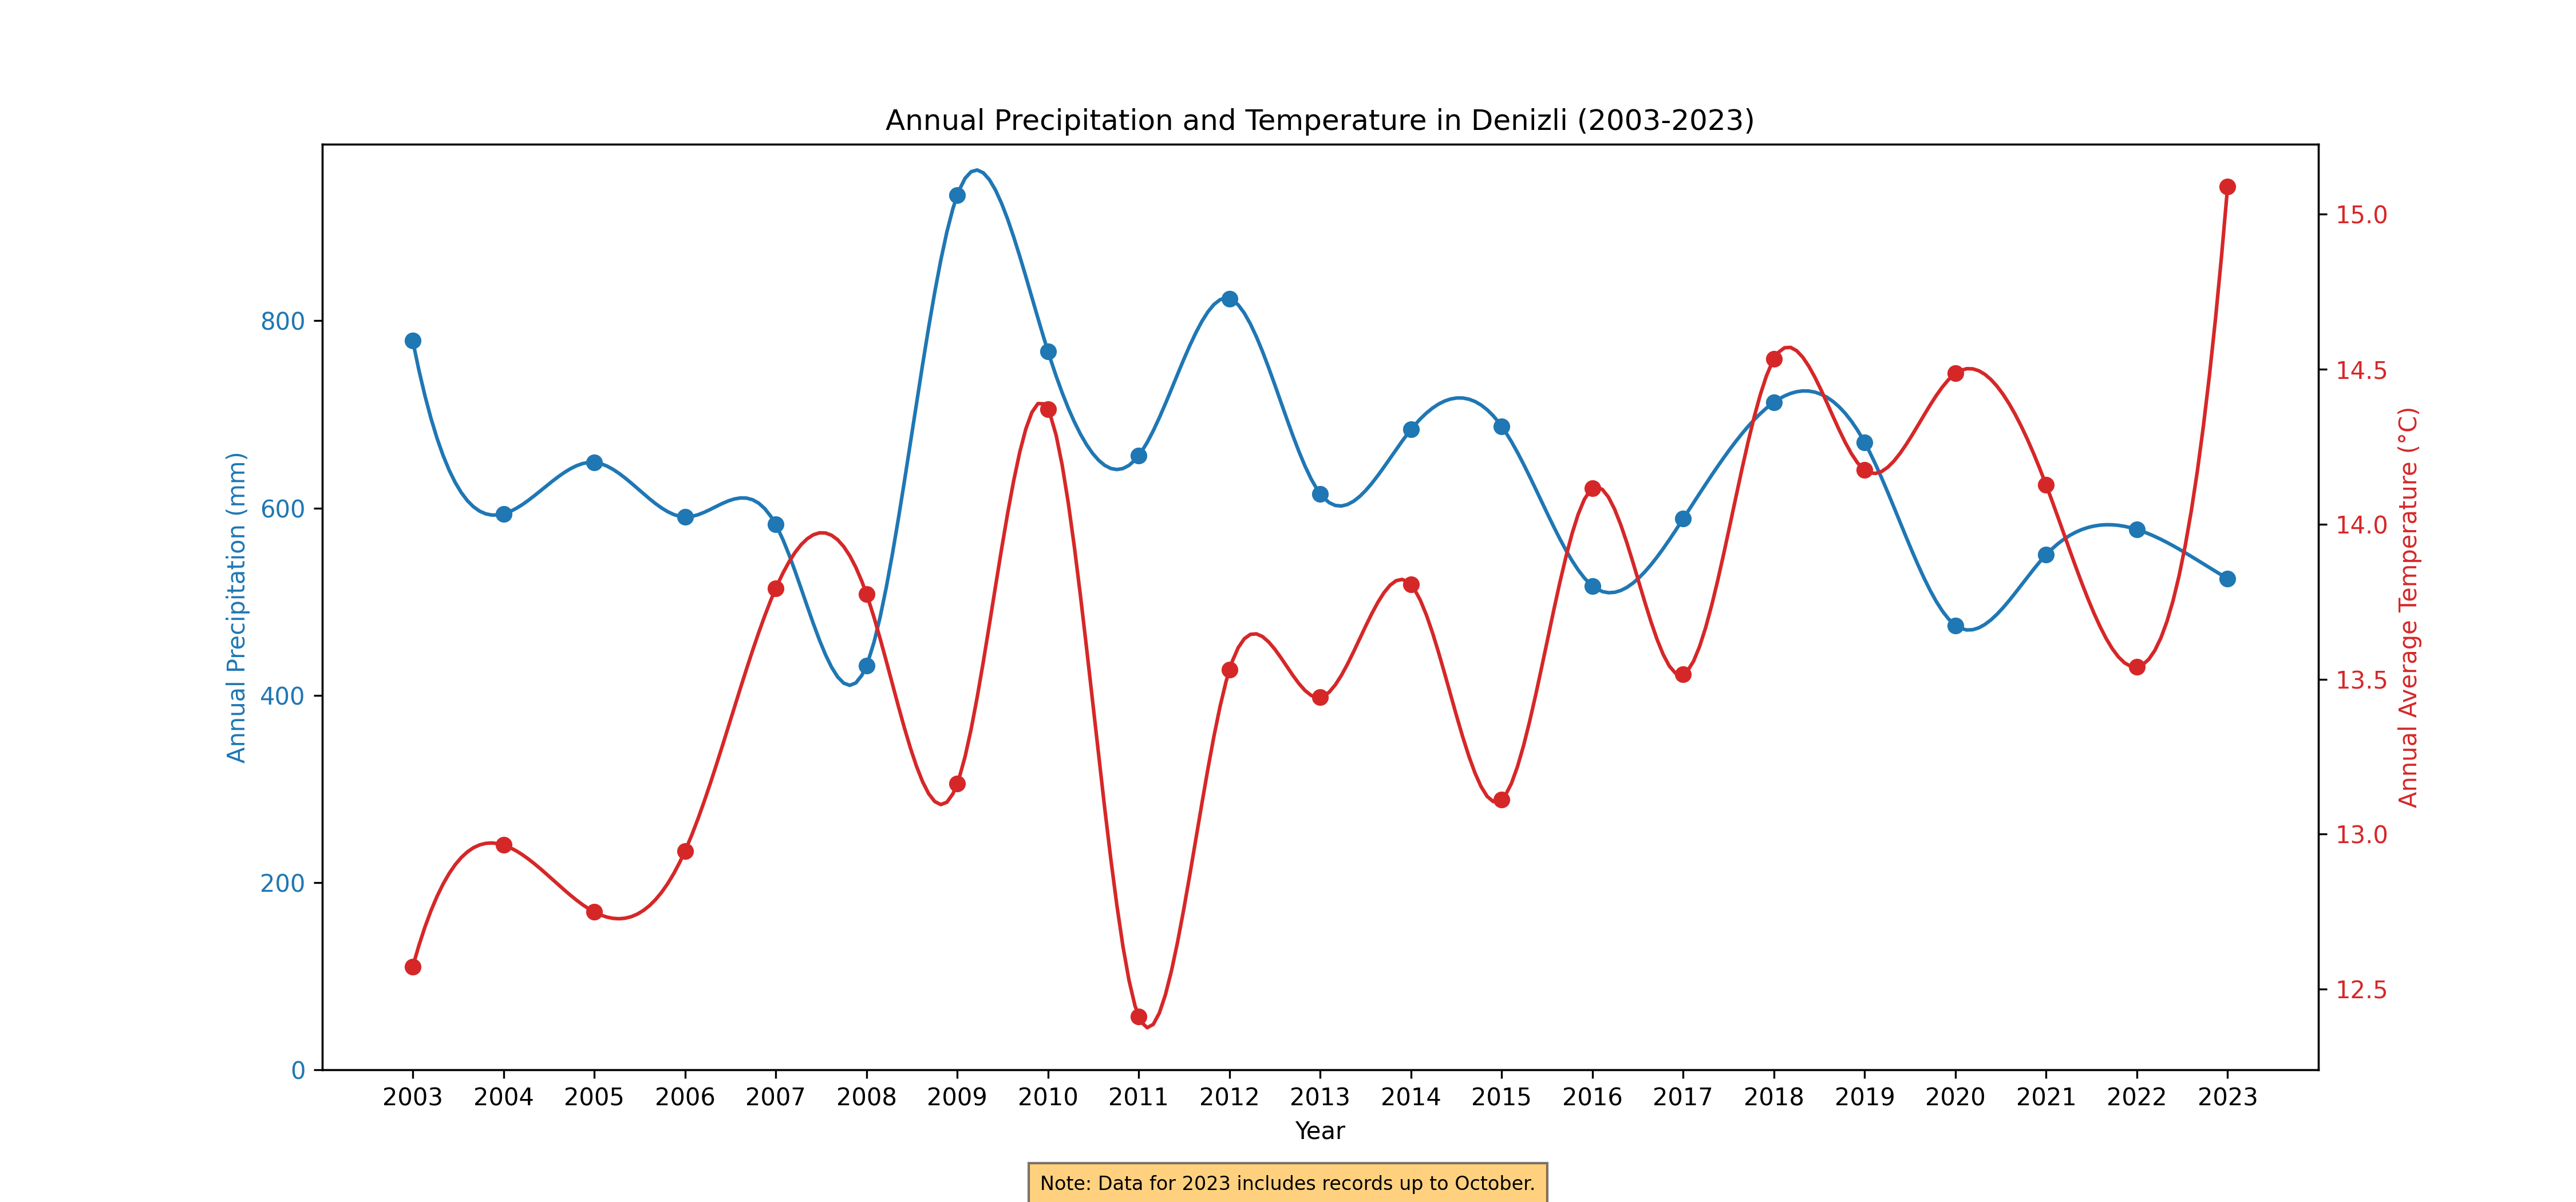 Annual Precipitation and Temperature in Denizli (2003-2023)
Annual Precipitation (mm)
800
600
400
200
0
15.0
14.5
14.0
13.5
13.0
12.5
Annual Average Temperature (°C)
2003 2004 2005 2006 2007 2008 2009 2010 2011 2012 2013 2014 2015 2016 2017 2018 2019 2020 2021 2022 2023
Year
Note: Data for 2023 includes records up to October.